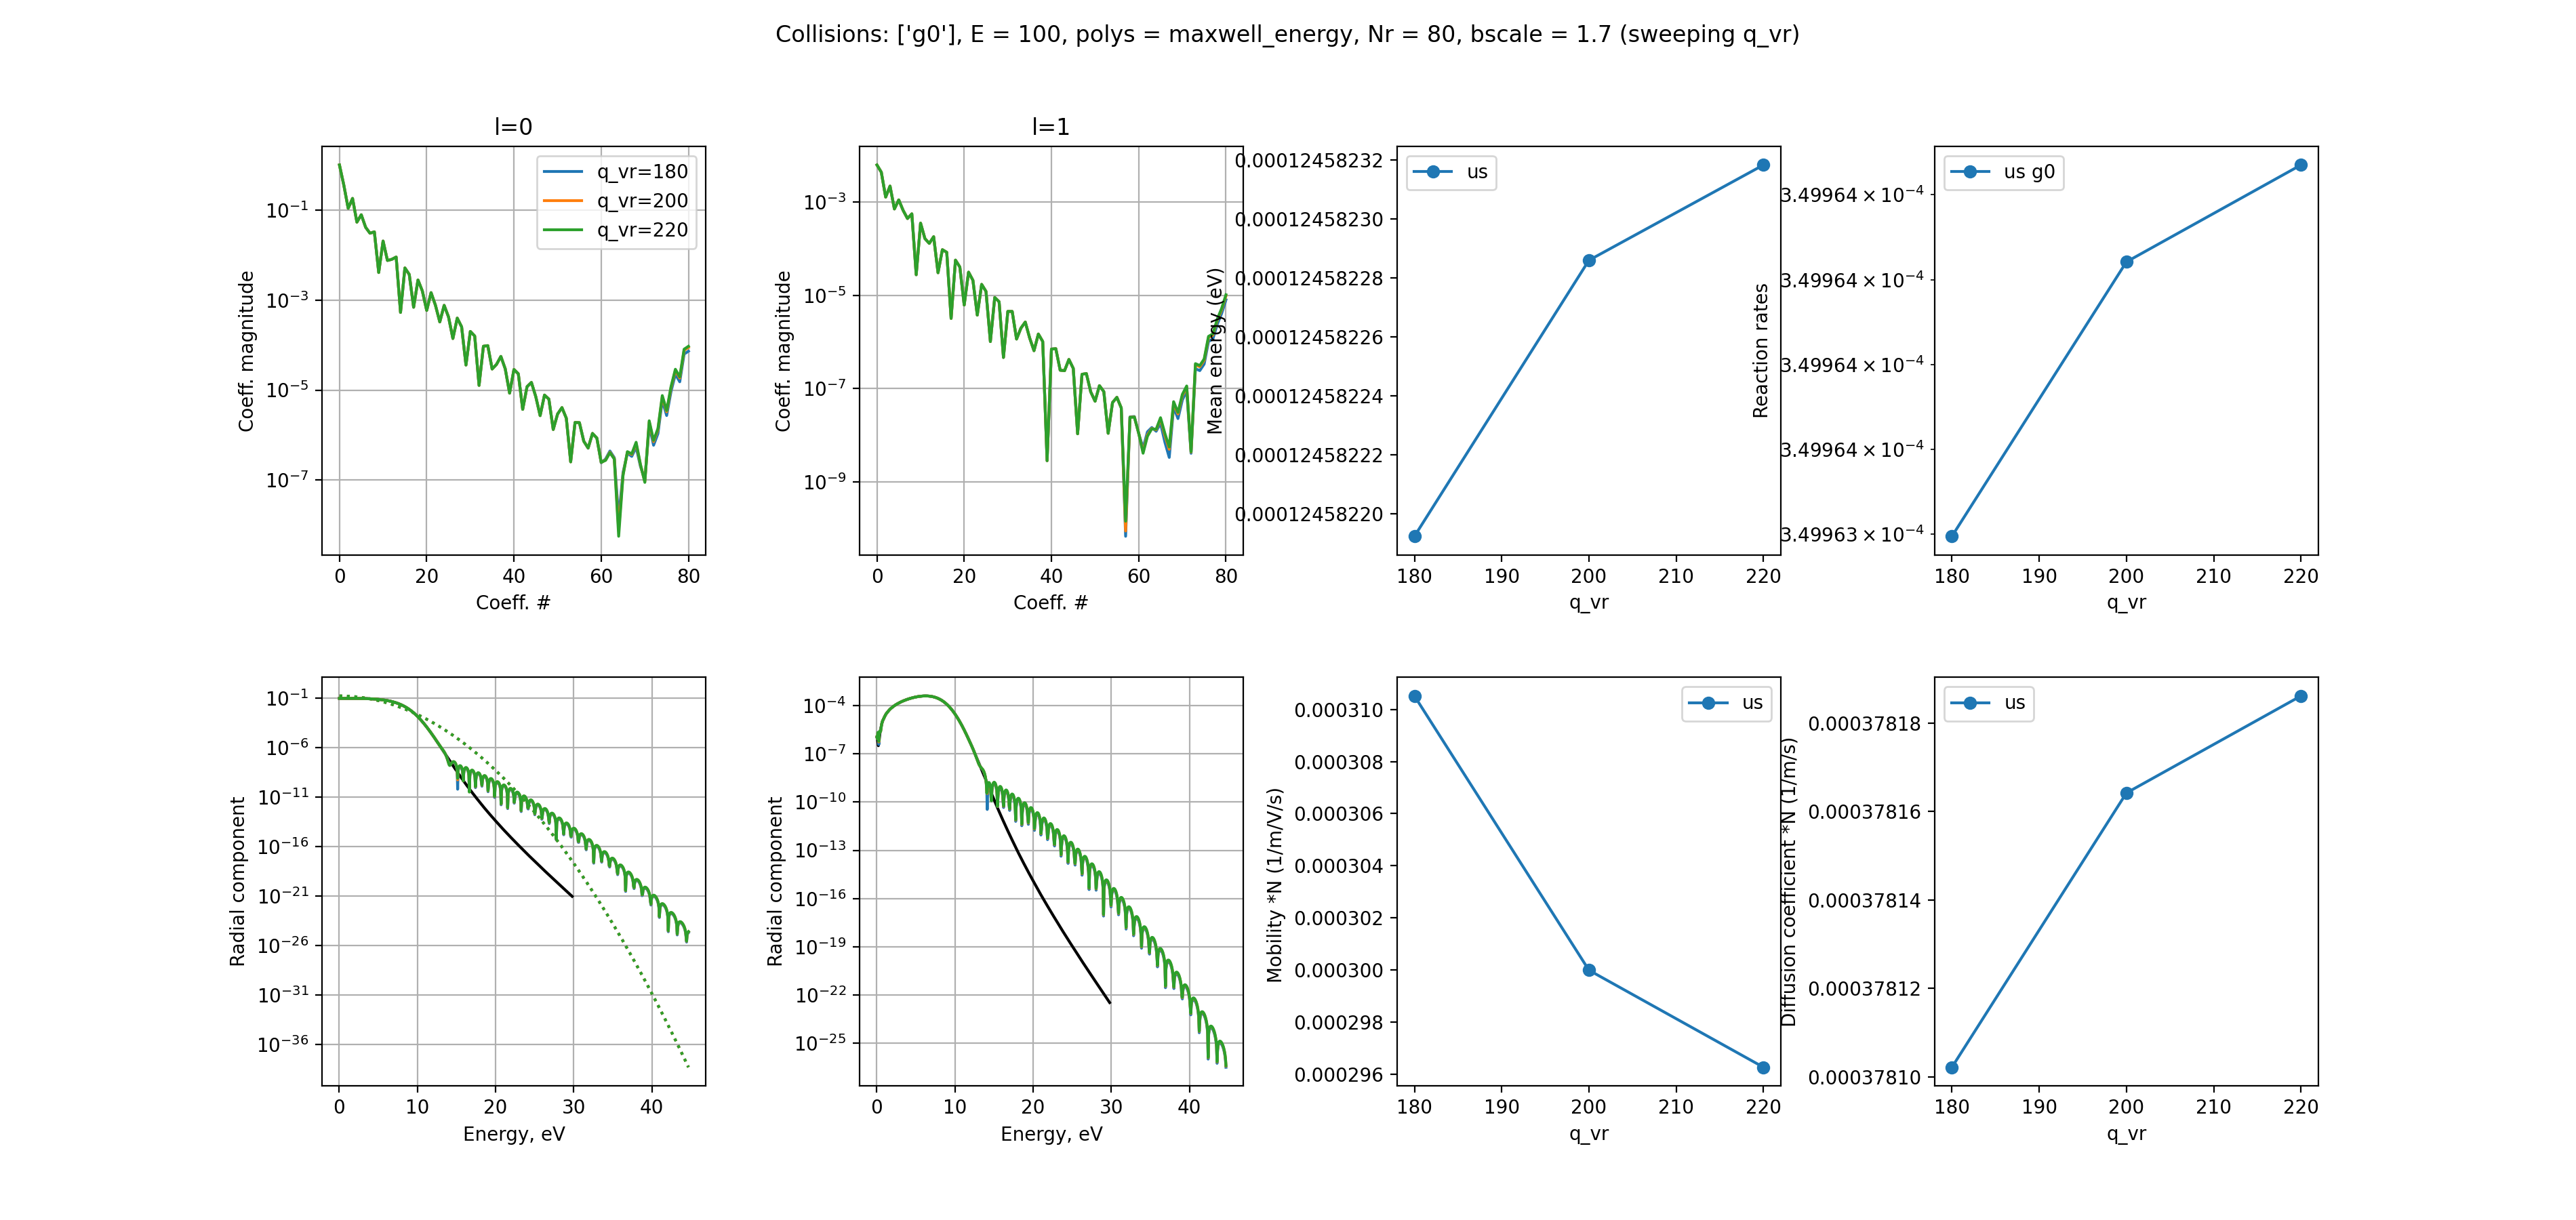 Collisions: ['g0'], E = 100, polys = maxwell_energy, Nr = 80, bscale = 1.7 (sweeping q_vr)
l=0
q_vr=180
q_vr=200
q_vr=220
Coeff. magnitude
10⁻¹
10⁻³
10⁻⁵
10⁻⁷
0 20 40 60 80
Coeff. #
l=1
Coeff. magnitude
10⁻³
10⁻⁵
10⁻⁷
10⁻⁹
0 20 40 60 80
Coeff. #
us
Mean energy (eV)
0.00012458232
0.00012458230
0.00012458228
0.00012458226
0.00012458224
0.00012458222
0.00012458220
180 190 200 210 220
q_vr
us g0
Reaction rates
3.49964 × 10⁻⁴
3.49964 × 10⁻⁴
3.49964 × 10⁻⁴
3.49964 × 10⁻⁴
3.49963 × 10⁻⁴
180 190 200 210 220
q_vr
Radial component
10⁻¹
10⁻⁶
10⁻¹¹
10⁻¹⁶
10⁻²¹
10⁻²⁶
10⁻³¹
10⁻³⁶
0 10 20 30 40
Energy, eV
Radial component
10⁻⁴
10⁻⁷
10⁻¹⁰
10⁻¹³
10⁻¹⁶
10⁻¹⁹
10⁻²²
10⁻²⁵
0 10 20 30 40
Energy, eV
us
Mobility *N (1/m/V/s)
0.000310
0.000308
0.000306
0.000304
0.000302
0.000300
0.000298
0.000296
180 190 200 210 220
q_vr
us
Diffusion coefficient *N (1/m/s)
0.00037818
0.00037816
0.00037814
0.00037812
0.00037810
180 190 200 210 220
q_vr